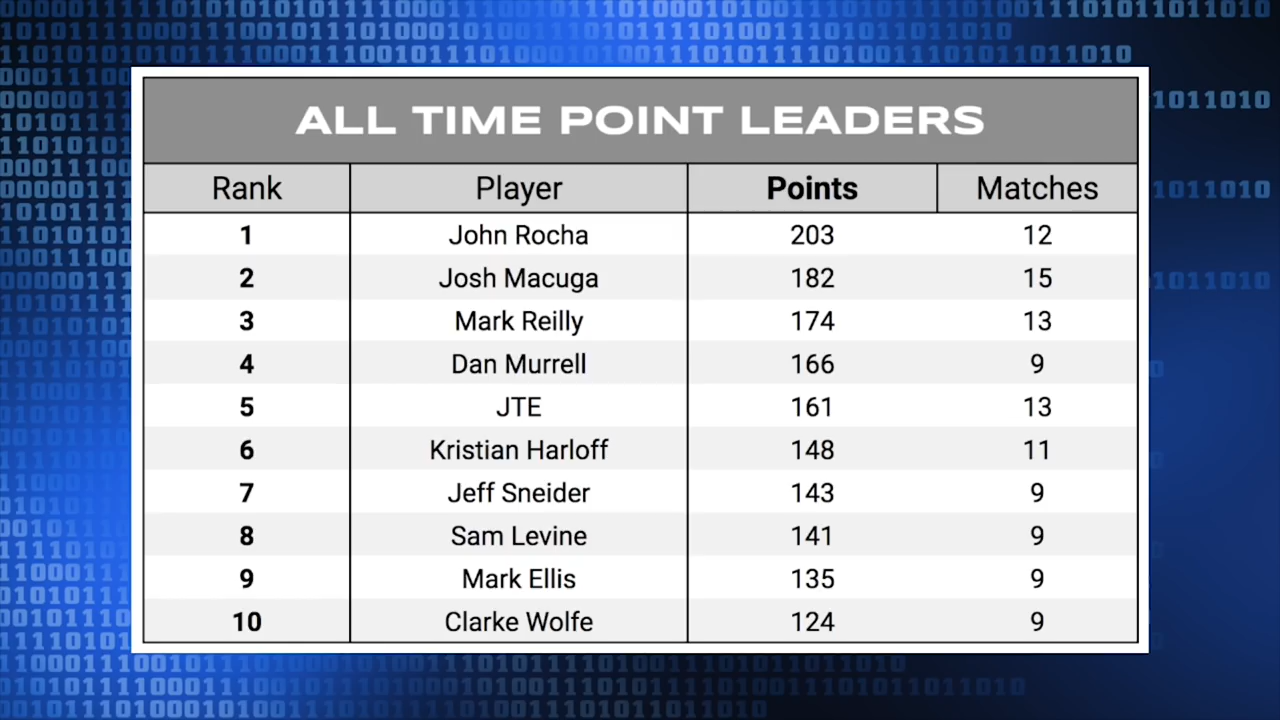 ALL TIME POINT LEADERS
Rank Player Points Matches
1 John Rocha 203 12
2 Josh Macuga 182 15
3 Mark Reilly 174 13
4 Dan Murrell 166 9
5 JTE 161 13
6 Kristian Harloff 148 11
7 Jeff Sneider 143 9
8 Sam Levine 141 9
9 Mark Ellis 135 9
10 Clarke Wolfe 124 9